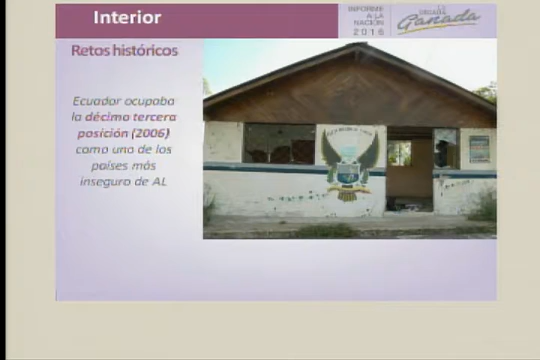 Interior
INFORME
A LA
NACIÓN
2016
Ganada
Retos históricos
Ecuador ocupaba
la décimo tercera
posición (2006)
como uno de los
países más
inseguro de AL